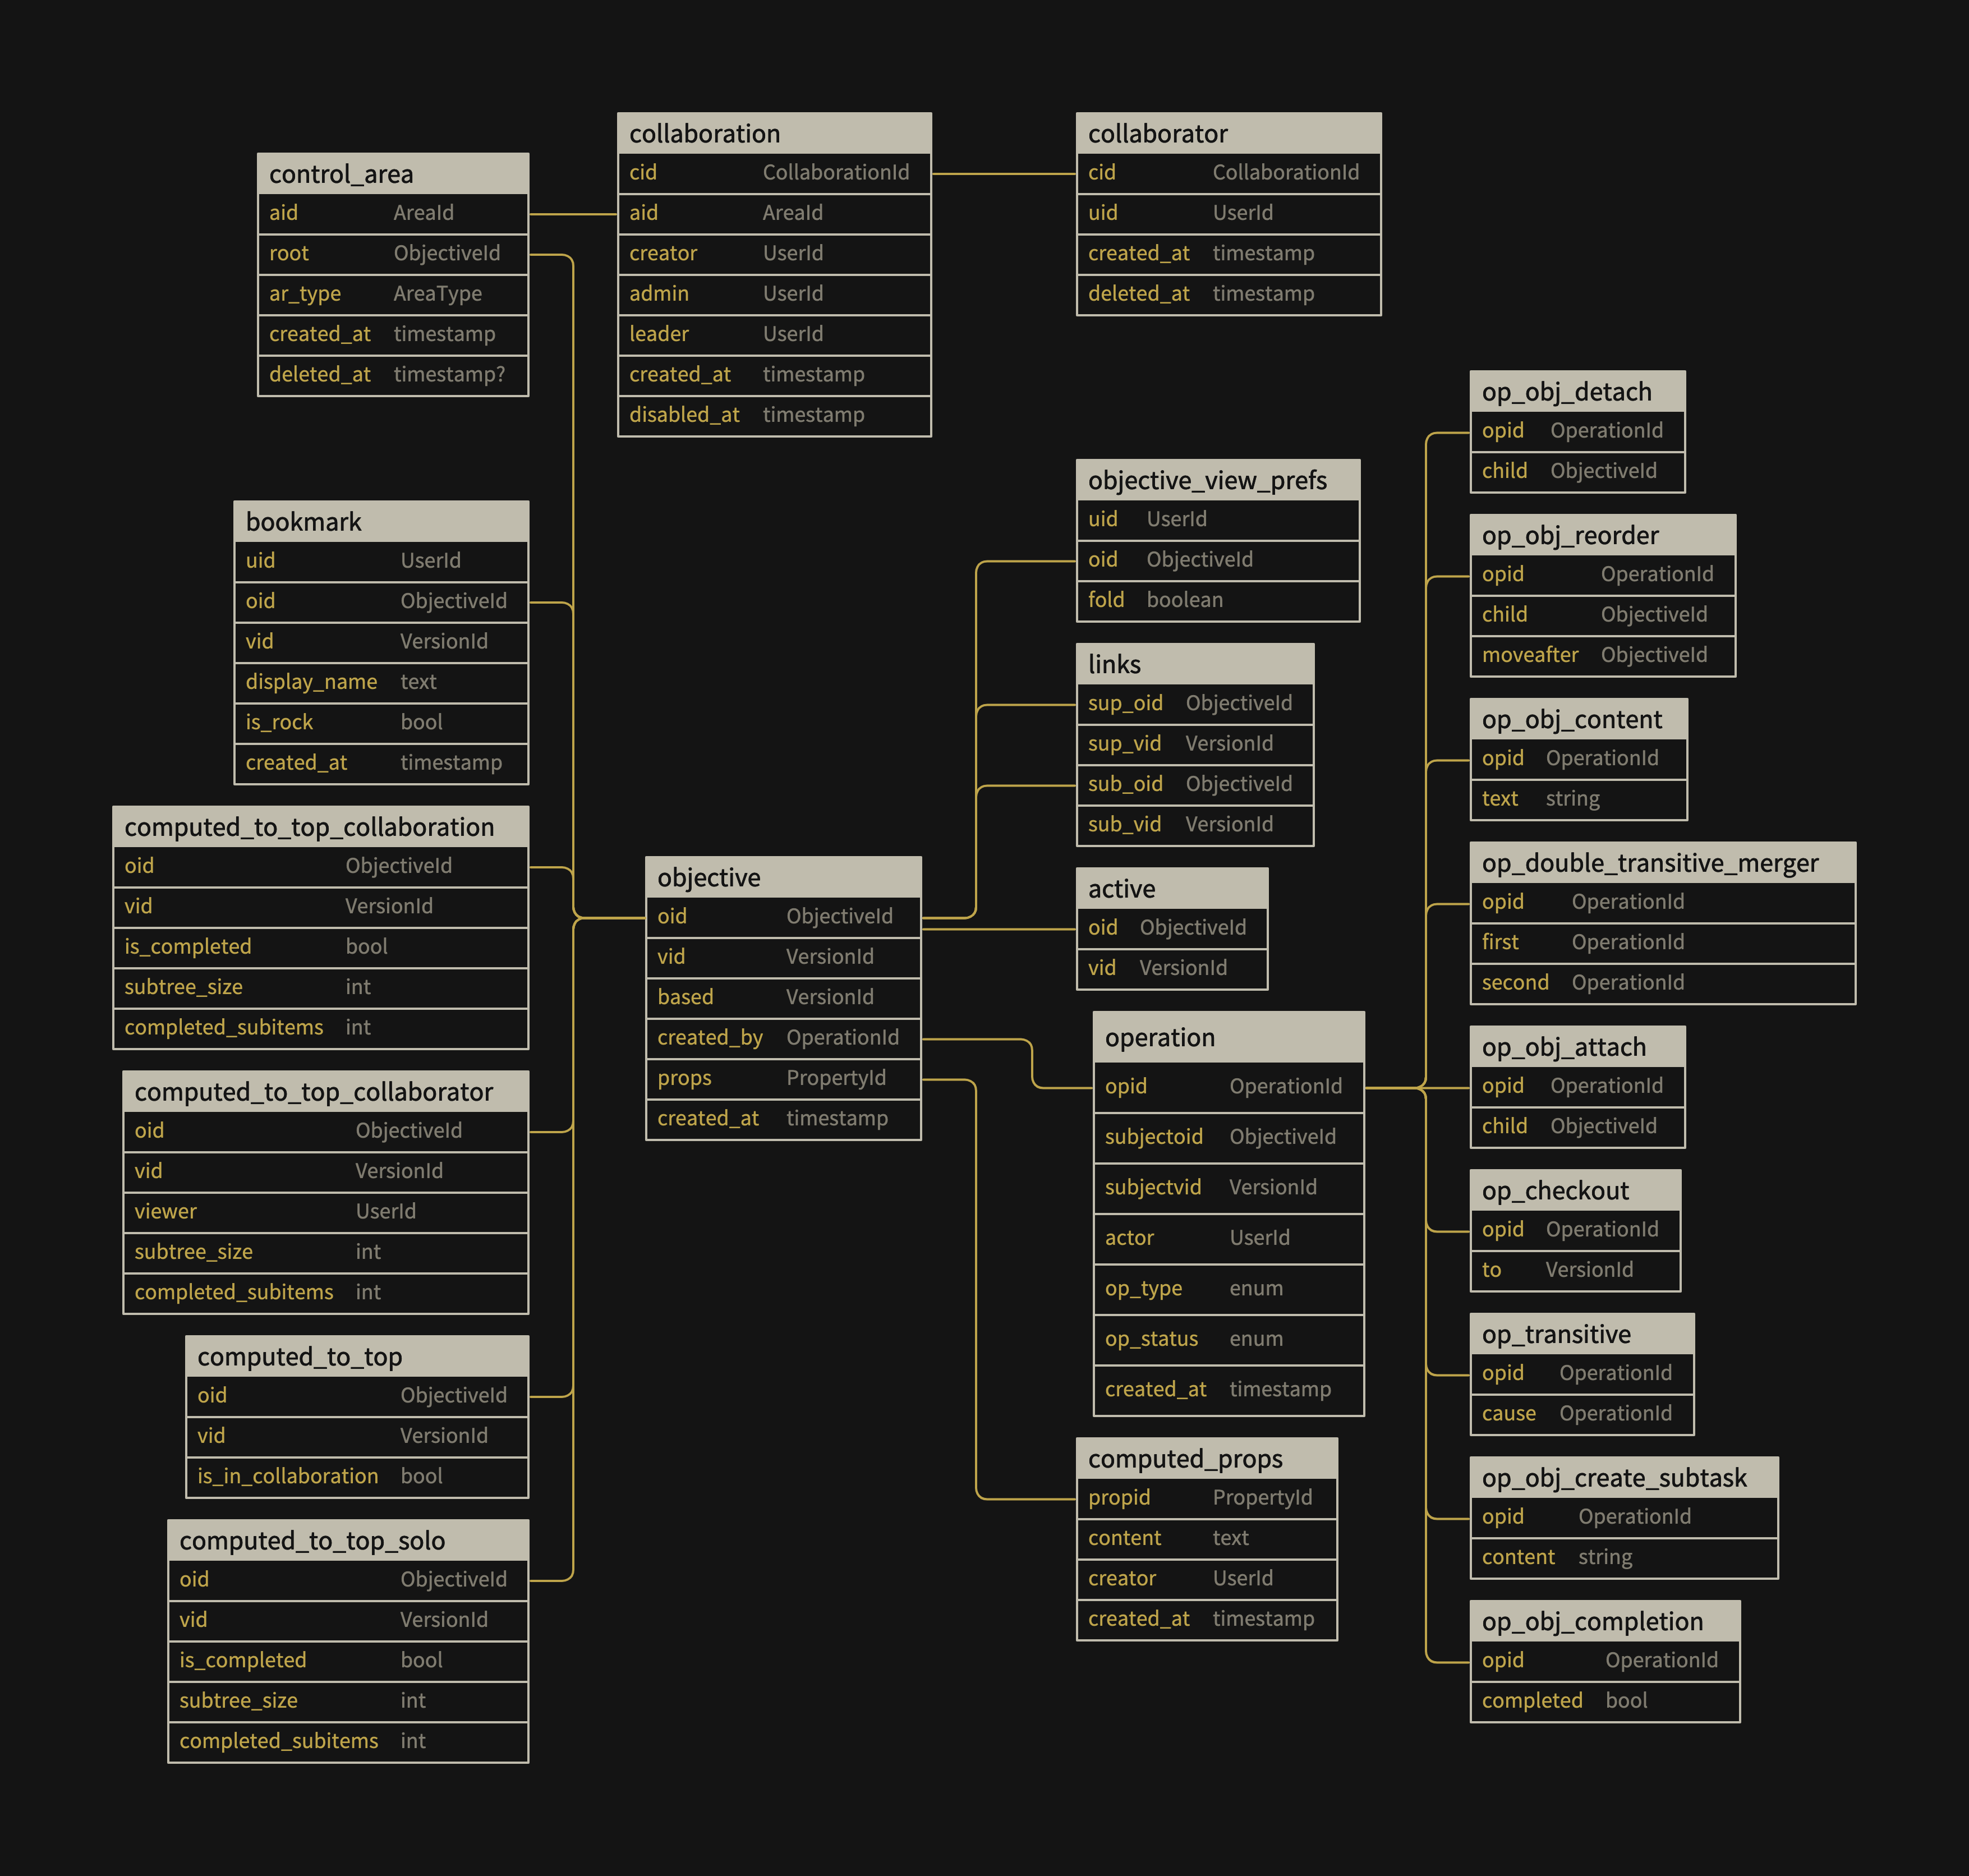 control_area
aid AreaId
root ObjectiveId
ar_type AreaType
created_at timestamp
deleted_at timestamp?
collaboration
cid CollaborationId
aid AreaId
creator UserId
admin UserId
leader UserId
created_at timestamp
disabled_at timestamp
collaborator
cid CollaborationId
uid UserId
created_at timestamp
deleted_at timestamp
bookmark
uid UserId
oid ObjectiveId
vid VersionId
display_name text
is_rock bool
created_at timestamp
computed_to_top_collaboration
oid ObjectiveId
vid VersionId
is_completed bool
subtree_size int
completed_subitems int
computed_to_top_collaborator
oid ObjectiveId
vid VersionId
viewer UserId
subtree_size int
completed_subitems int
computed_to_top
oid ObjectiveId
vid VersionId
is_in_collaboration bool
computed_to_top_solo
oid ObjectiveId
vid VersionId
is_completed bool
subtree_size int
completed_subitems int
objective
oid ObjectiveId
vid VersionId
based VersionId
created_by OperationId
props PropertyId
created_at timestamp
objective_view_prefs
uid UserId
oid ObjectiveId
fold boolean
links
sup_oid ObjectiveId
sup_vid VersionId
sub_oid ObjectiveId
sub_vid VersionId
active
oid ObjectiveId
vid VersionId
operation
opid OperationId
subjectoid ObjectiveId
subjectvid VersionId
actor UserId
op_type enum
op_status enum
created_at timestamp
computed_props
propid PropertyId
content text
creator UserId
created_at timestamp
op_obj_detach
opid OperationId
child ObjectiveId
op_obj_reorder
opid OperationId
child ObjectiveId
moveafter ObjectiveId
op_obj_content
opid OperationId
text string
op_double_transitive_merger
opid OperationId
first OperationId
second OperationId
op_obj_attach
opid OperationId
child ObjectiveId
op_checkout
opid OperationId
to VersionId
op_transitive
opid OperationId
cause OperationId
op_obj_create_subtask
opid OperationId
content string
op_obj_completion
opid OperationId
completed bool